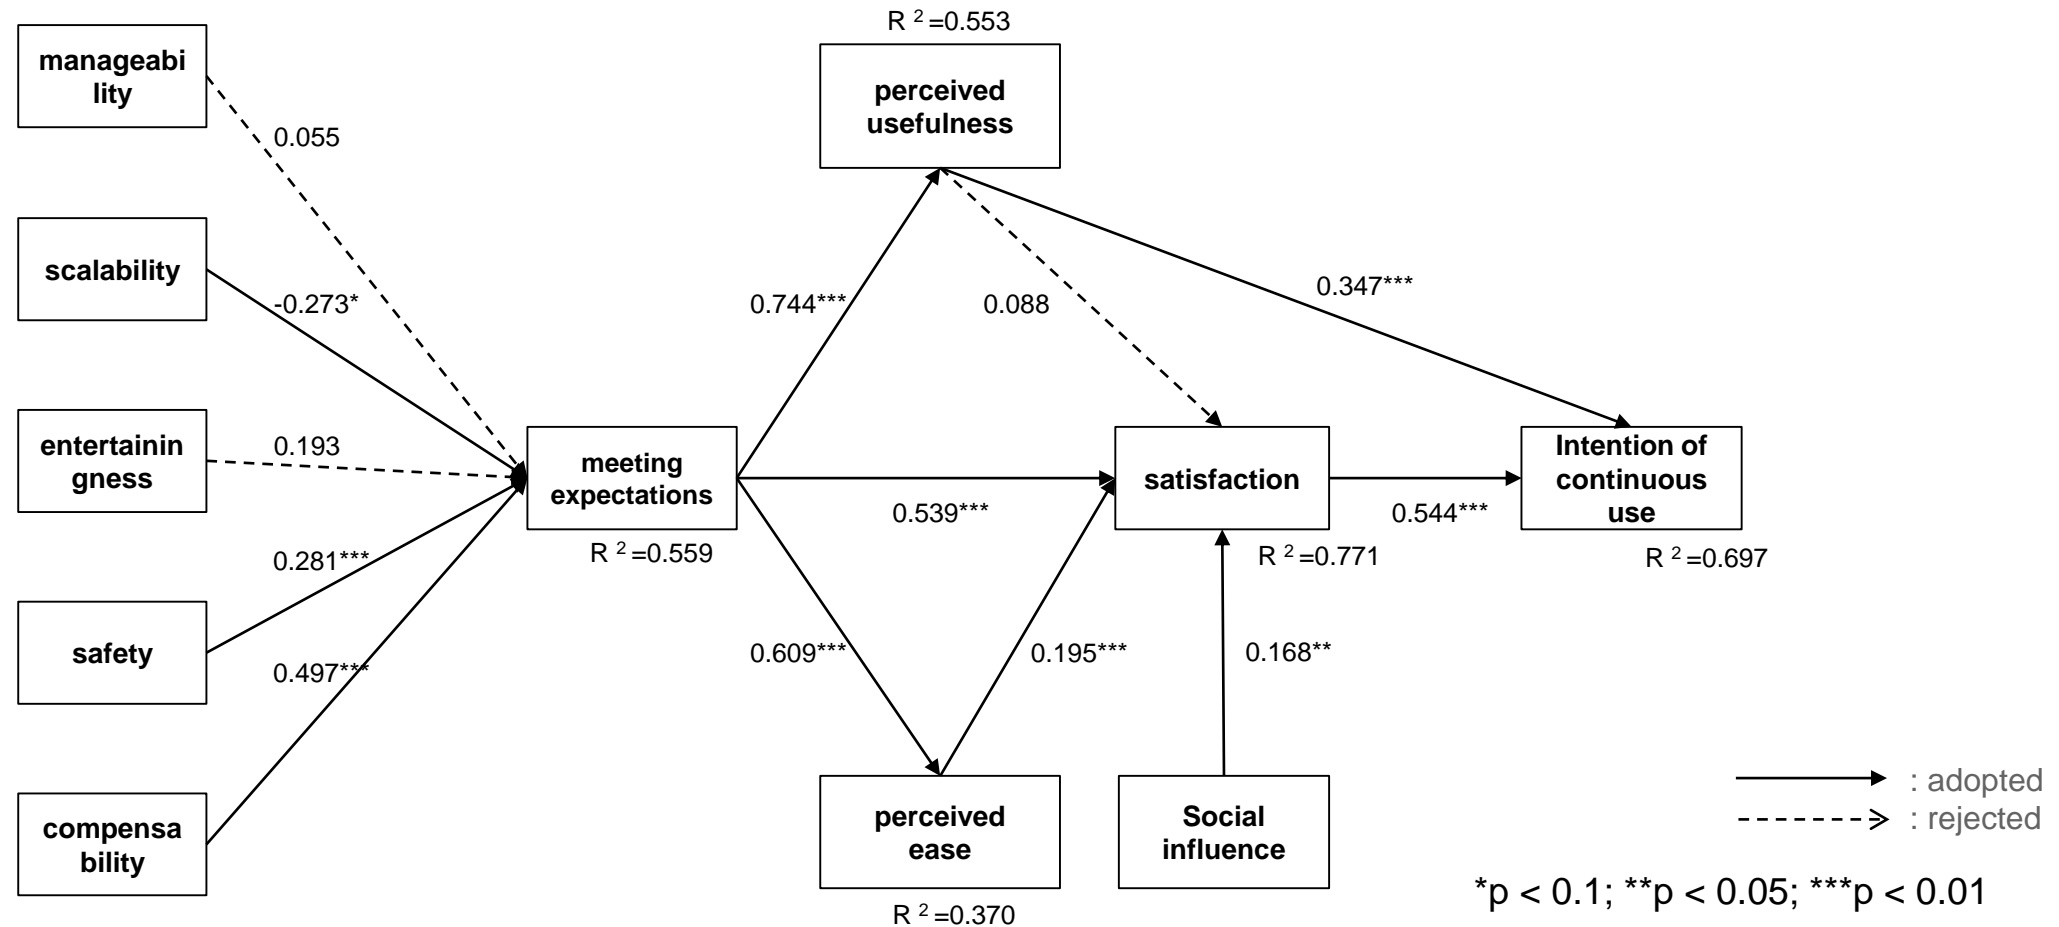 R ²=0.553
manageabi
lity
perceived
usefulness
0.055
scalability
-0.273*
0.744***
0.088
0.347***
entertainin
gness
0.193
meeting
expectations
satisfaction
Intention of
continuous
use
0.539***
0.544***
R ²=0.559
R ²=0.771
R ²=0.697
0.281***
safety
0.497***
0.609***
0.195***
0.168**
compensa
bility
perceived
ease
Social
influence
: adopted
: rejected
*p < 0.1; **p < 0.05; ***p < 0.01
R ²=0.370